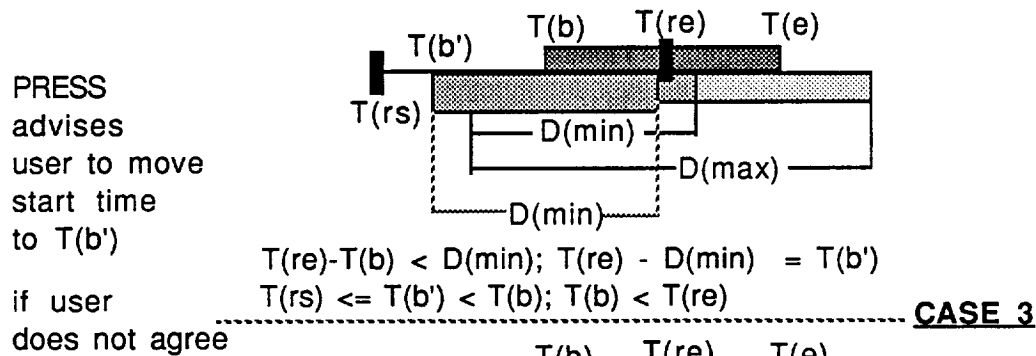 T(b) T(re) T(e)
T(b')
T(rs)
PRESS
advises
user to move
start time
to T(b')
D(min)
D(max)
D(min)
T(re)-T(b) < D(min); T(re) - D(min) = T(b')
T(rs) <= T(b') < T(b); T(b) < T(re)
if user
does not agree
CASE 3
T(b) T(re) T(e)